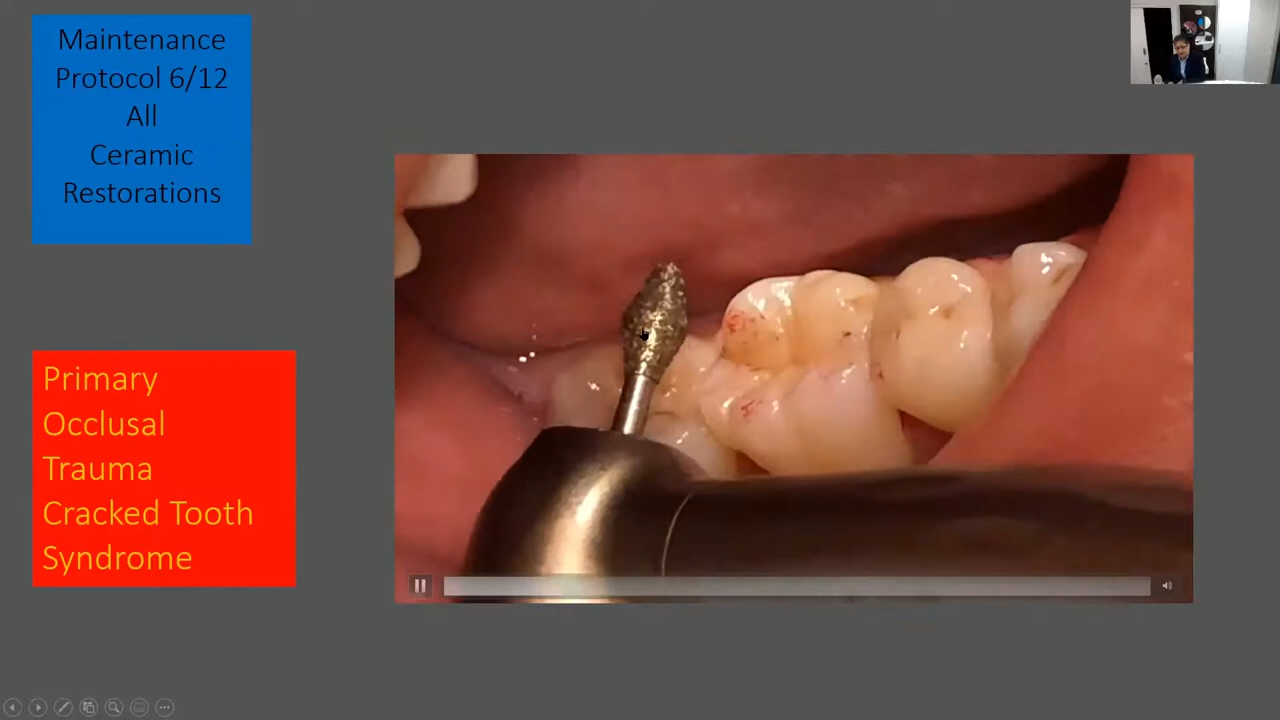 Maintenance
Protocol 6/12
All
Ceramic
Restorations
Primary
Occlusal
Trauma
Cracked Tooth
Syndrome